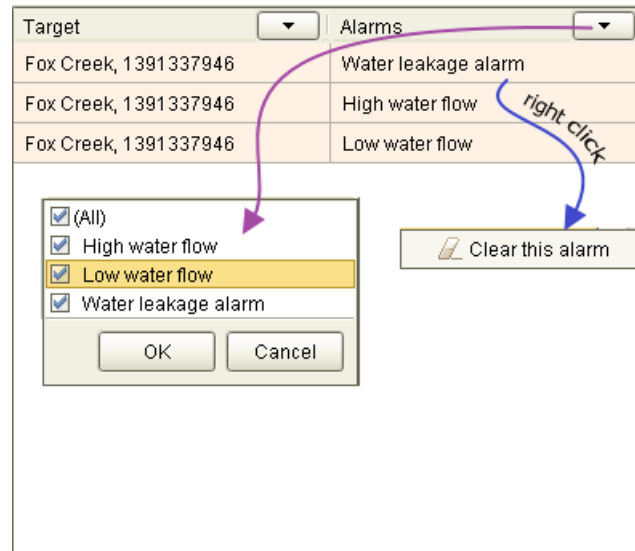 Target Alarms
Fox Creek, 1391337946 Water leakage alarm
Fox Creek, 1391337946 High water flow
Fox Creek, 1391337946 Low water flow
right click
(All)
High water flow
Low water flow
Water leakage alarm
OK Cancel
Clear this alarm